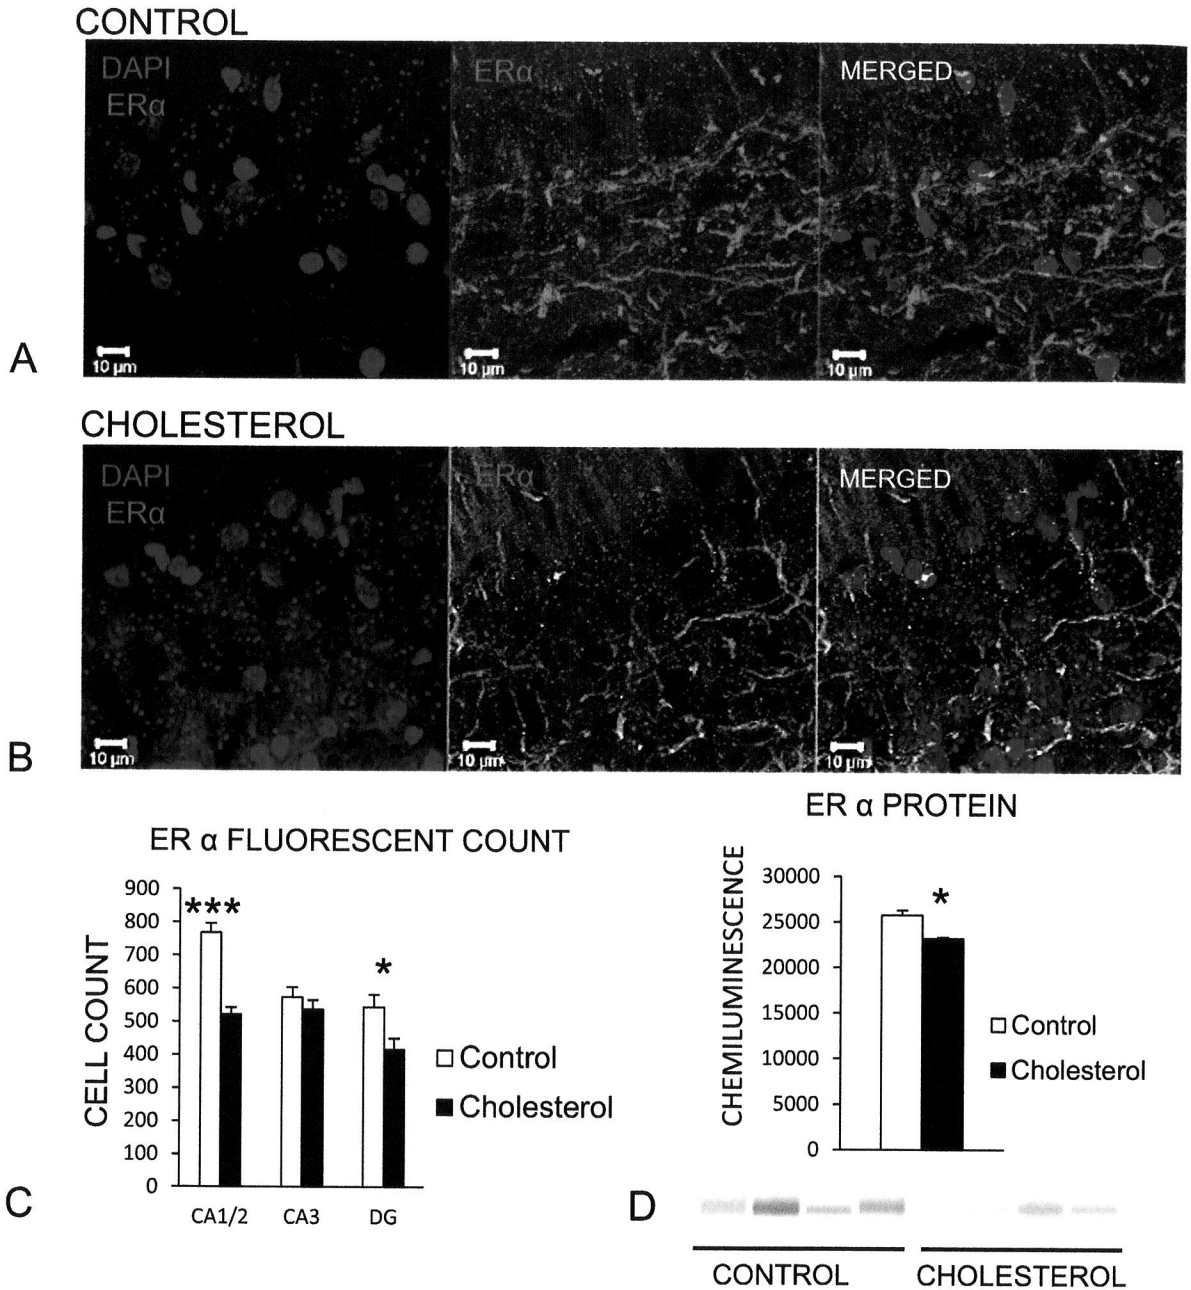 CONTROL
DAPI
ERα
ERα
MERGED
10 µm
10 µm
10 µm
A
CHOLESTEROL
DAPI
ERα
ERα
MERGED
10 µm
10 µm
10 µm
B
ER α FLUORESCENT COUNT
CELL COUNT
900
800
700
600
500
400
300
200
100
0
***
*
CA1/2
CA3
DG
Control
Cholesterol
C
ER α PROTEIN
CHEMILUMINESCENCE
30000
25000
20000
15000
10000
5000
0
*
Control
Cholesterol
D
CONTROL
CHOLESTEROL